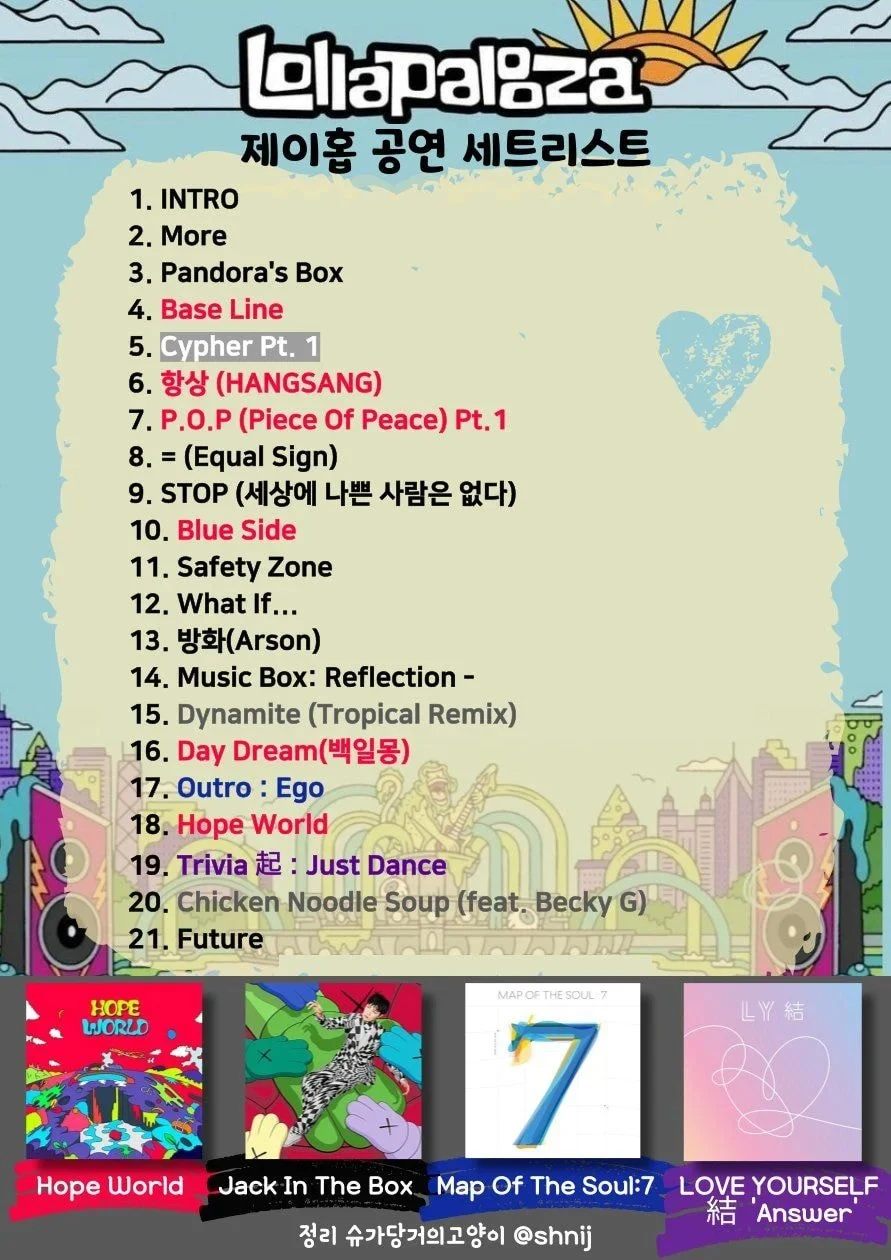 Lollapalooza
제이홉 공연 세트리스트
1. INTRO
2. More
3. Pandora's Box
4. Base Line
5. Cypher Pt. 1
6. 항상 (HANGSANG)
7. P.O.P (Piece Of Peace) Pt.1
8. = (Equal Sign)
9. STOP (세상에 나쁜 사람은 없다)
10. Blue Side
11. Safety Zone
12. What If...
13. 방화(Arson)
14. Music Box: Reflection -
15. Dynamite (Tropical Remix)
16. Day Dream(백일몽)
17. Outro : Ego
18. Hope World
19. Trivia 起 : Just Dance
20. Chicken Noodle Soup (feat. Becky G)
21. Future
HOPE WORLD
MAP OF THE SOUL 7
7
LY 結
Hope World
Jack In The Box
Map Of The Soul:7
LOVE YOURSELF
結 'Answer'
정리 슈가당거의고양이 @shnij